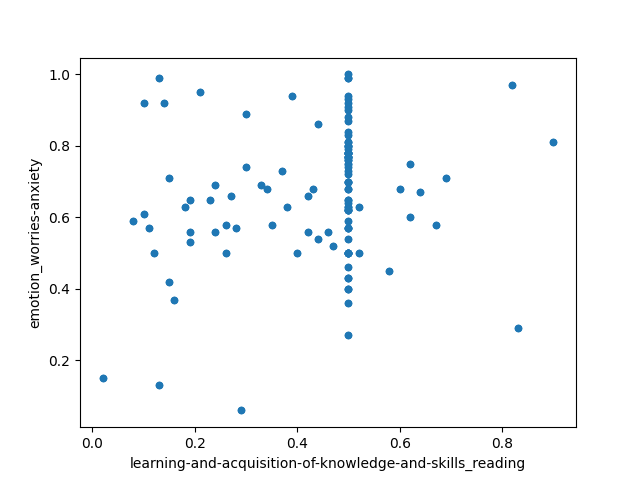 1.0
0.8
0.6
0.4
0.2
emotion_worries-anxiety
0.0 0.2 0.4 0.6 0.8
learning-and-acquisition-of-knowledge-and-skills_reading